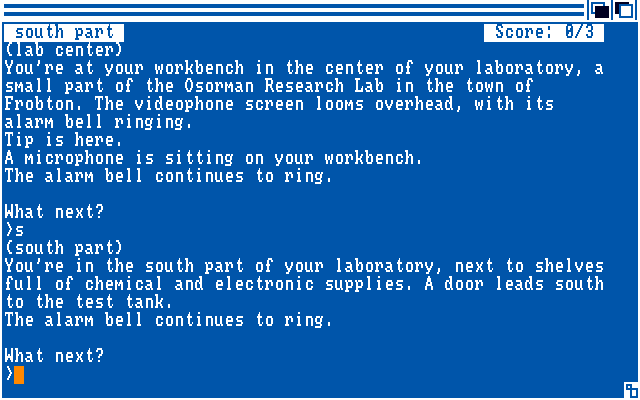 south part Score: 0/3
(lab center)
You're at your workbench in the center of your laboratory, a
small part of the Osorman Research Lab in the town of
Frobton. The videophone screen looms overhead, with its
alarm bell ringing.
Tip is here.
A microphone is sitting on your workbench.
The alarm bell continues to ring.
What next?
>s
(south part)
You're in the south part of your laboratory, next to shelves
full of chemical and electronic supplies. A door leads south
to the test tank.
The alarm bell continues to ring.
What next?
>